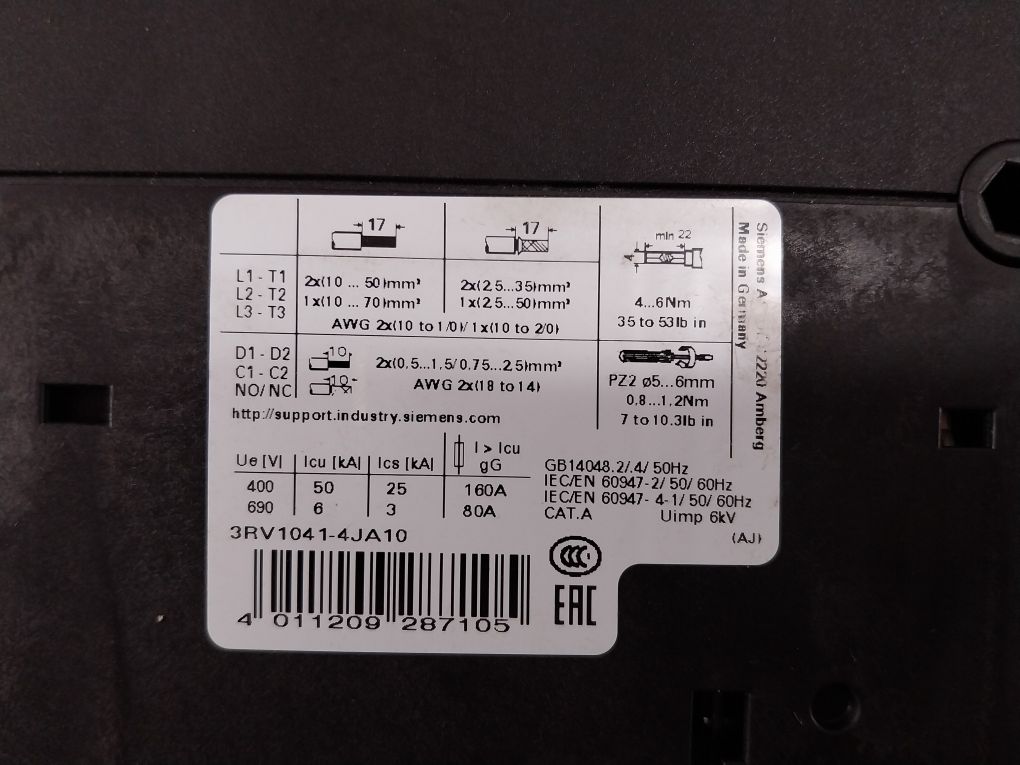 17
17
min 22
4
L1 - T1
L2 - T2
L3 - T3
2x(10 ... 50)mm²
1x(10 ... 70)mm²
2x(2,5...35)mm²
1x(2,5...50)mm²
AWG 2x(10 to 1/0)/ 1x(10 to 2/0)
4...6Nm
35 to 53lb in
D1 - D2
C1 - C2
NO/ NC
10
10
2x(0,5...1,5/0.75...2.5)mm²
AWG 2x(18 to 14)
PZ2 ø5...6mm
0,8...1,2Nm
7 to 10.3lb in
http://support.industry.siemens.com
Siemens A
Amberg
Made in Germany
Ue [V] Icu [kA] Ics [kA] I > Icu
gG
400 50 25 160A
690 6 3 80A
GB14048.2/.4/ 50Hz
IEC/EN 60947-2/ 50/ 60Hz
IEC/EN 60947- 4-1/ 50/ 60Hz
CAT.A Uimp 6kV
(AJ)
3RV1041-4JA10
CCC
EAC
4 011209 287105